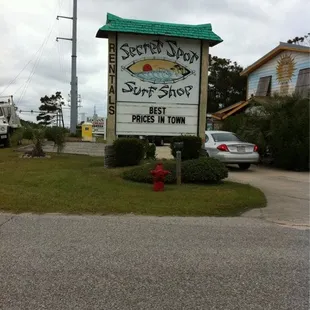 RENTALS
Secret Spot
Surf Shop
BEST
PRICES IN TOWN